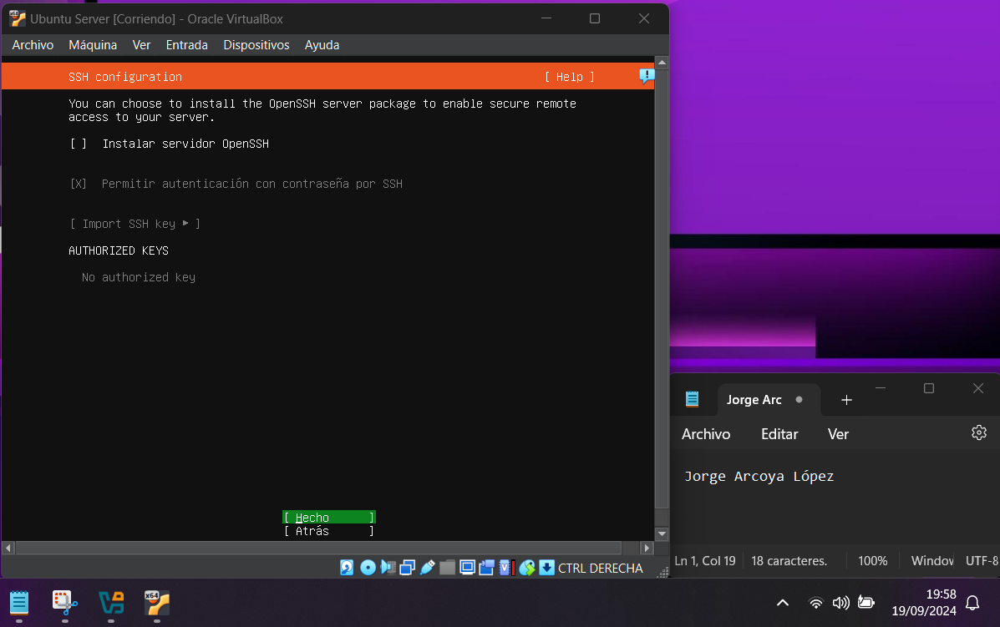 Ubuntu Server [Corriendo] - Oracle VirtualBox
Archivo Máquina Ver Entrada Dispositivos Ayuda
SSH configuration [ Help ]
You can choose to install the OpenSSH server package to enable secure remote
access to your server.
[ ] Instalar servidor OpenSSH
[X] Permitir autenticación con contraseña por SSH
[ Import SSH key ▸ ]
AUTHORIZED KEYS
No authorized key
[ Hecho ]
[ Atrás ]
CTRL DERECHA
Jorge Arc
Archivo Editar Ver
Jorge Arcoya López
Ln 1, Col 19 18 caracteres. 100% Window UTF-8
x64
19:58
19/09/2024